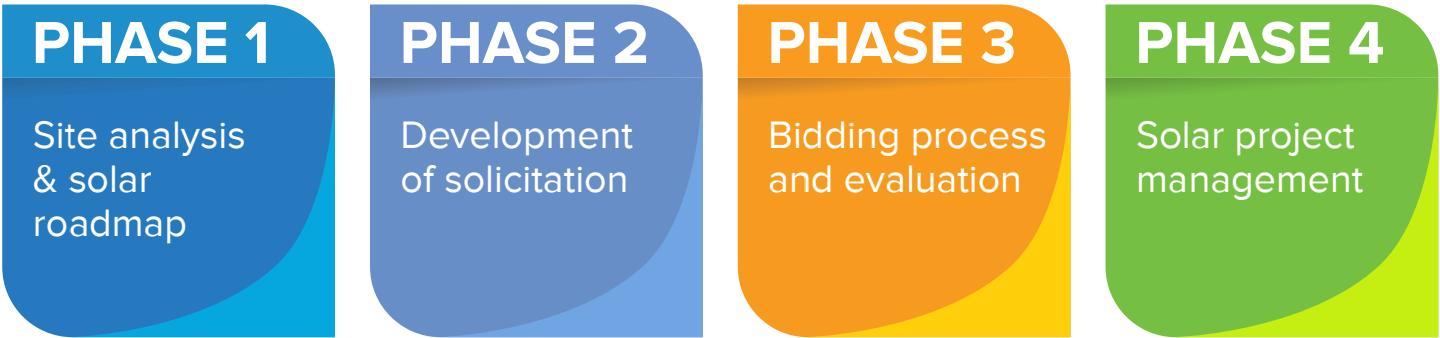 PHASE 1
Site analysis
& solar
roadmap
PHASE 2
Development
of solicitation
PHASE 3
Bidding process
and evaluation
PHASE 4
Solar project
management